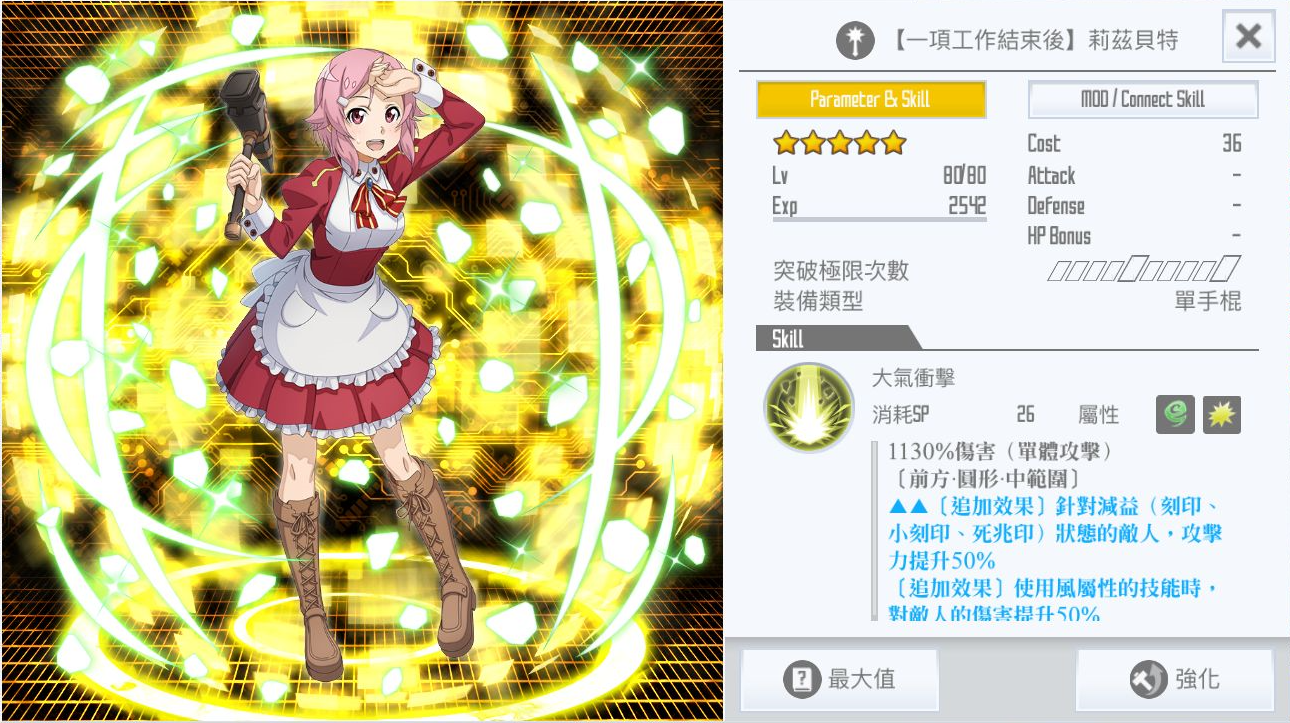 【一項工作結束後】莉茲貝特
Parameter & Skill
MOD / Connect Skill
Lv 80/80
Exp 2542
Cost 36
Attack -
Defense -
HP Bonus -
突破極限次數
裝備類型 單手棍
Skill
大氣衝擊
消耗SP 26 屬性
1130%傷害（單體攻擊）
〔前方·圓形·中範圍〕
▲▲〔追加效果〕針對減益（刻印、
小刻印、死兆印）狀態的敵人，攻擊
力提升50%
〔追加效果〕使用風屬性的技能時，
對敵人的傷害提升50%
最大值
強化